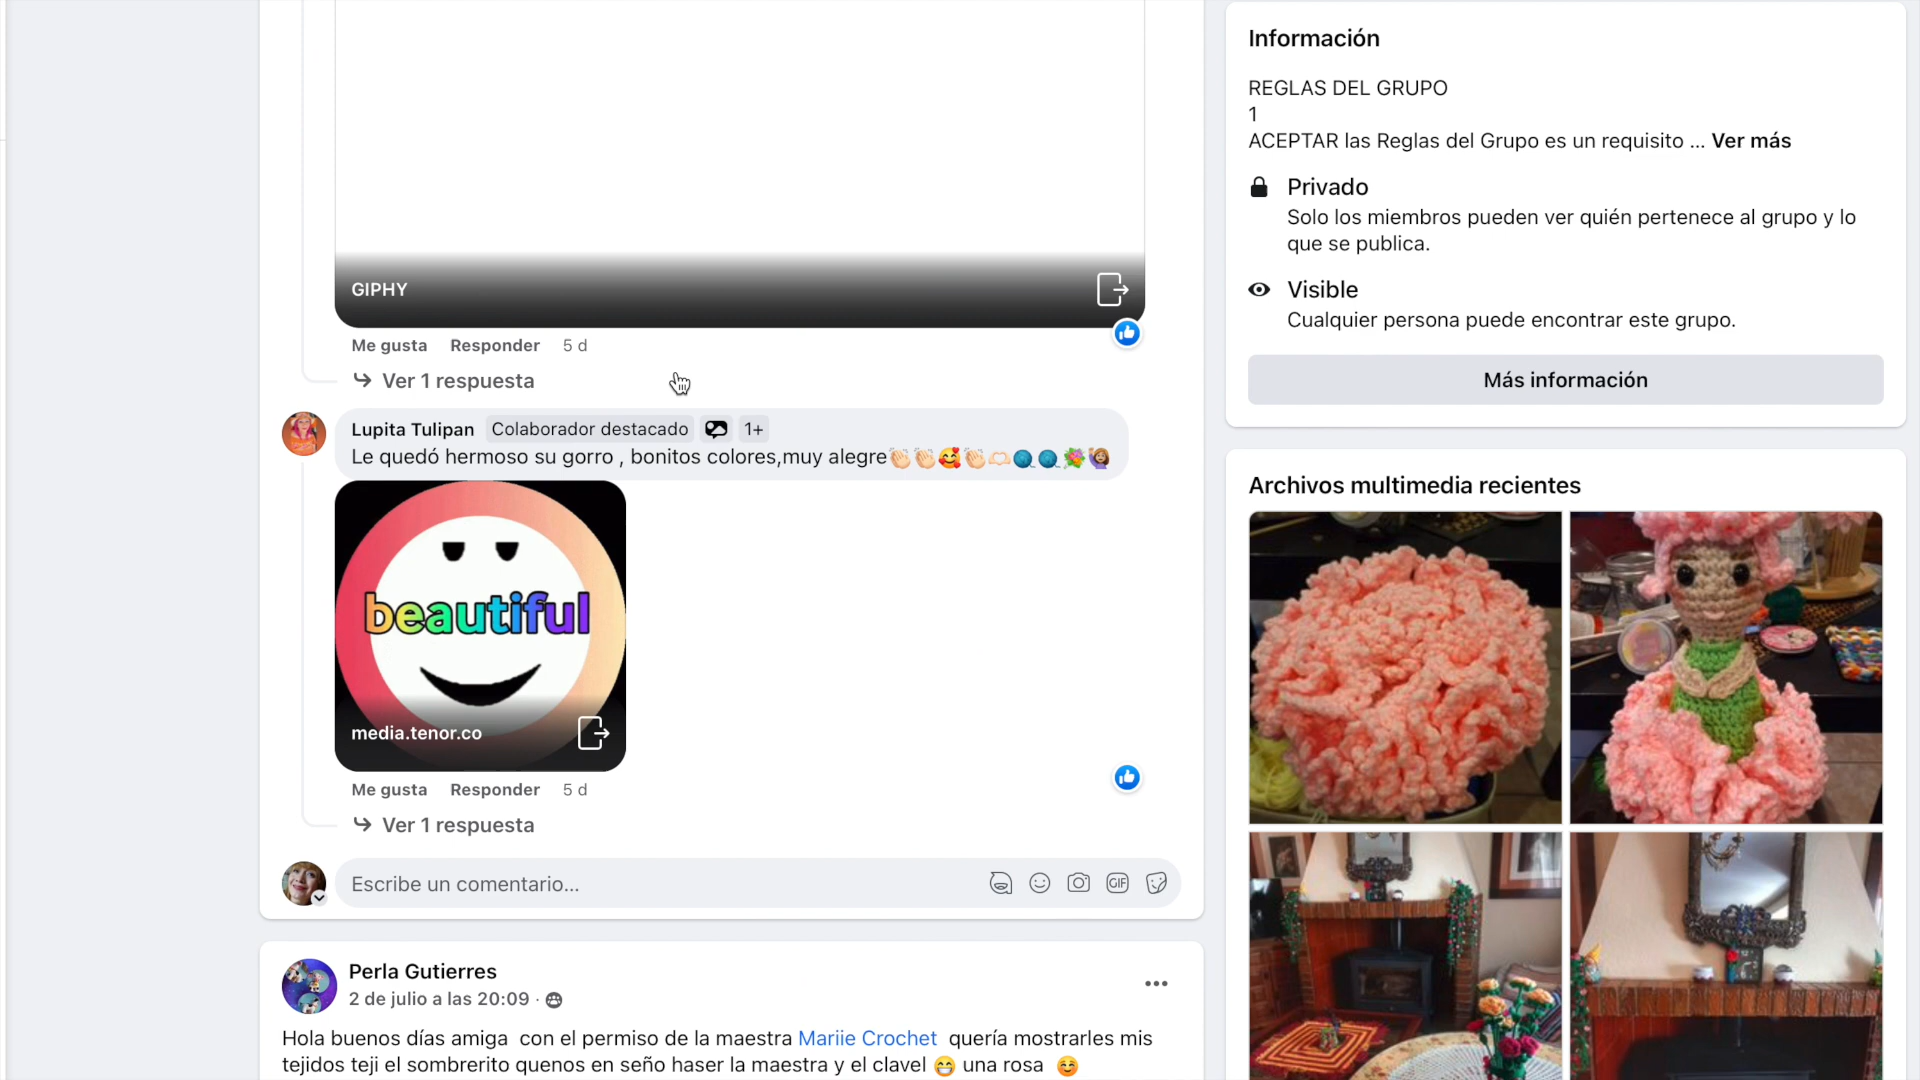 GIPHY
Me gusta Responder 5 d
Ver 1 respuesta
Lupita Tulipan Colaborador destacado 1+
Le quedó hermoso su gorro , bonitos colores,muy alegre👏🏻👏🏻🥰👏🏻🫶🏻🧶🧶💐🙋🏽‍♀️
beautiful
media.tenor.co
Me gusta Responder 5 d
Ver 1 respuesta
Escribe un comentario...
GIF
Perla Gutierres
2 de julio a las 20:09 ·
Hola buenos días amiga con el permiso de la maestra Mariie Crochet quería mostrarles mis
tejidos teji el sombrerito quenos en seño haser la maestra y el clavel 😁 una rosa ☺️
Información
REGLAS DEL GRUPO
1
ACEPTAR las Reglas del Grupo es un requisito ... Ver más
Privado
Solo los miembros pueden ver quién pertenece al grupo y lo
que se publica.
Visible
Cualquier persona puede encontrar este grupo.
Más información
Archivos multimedia recientes